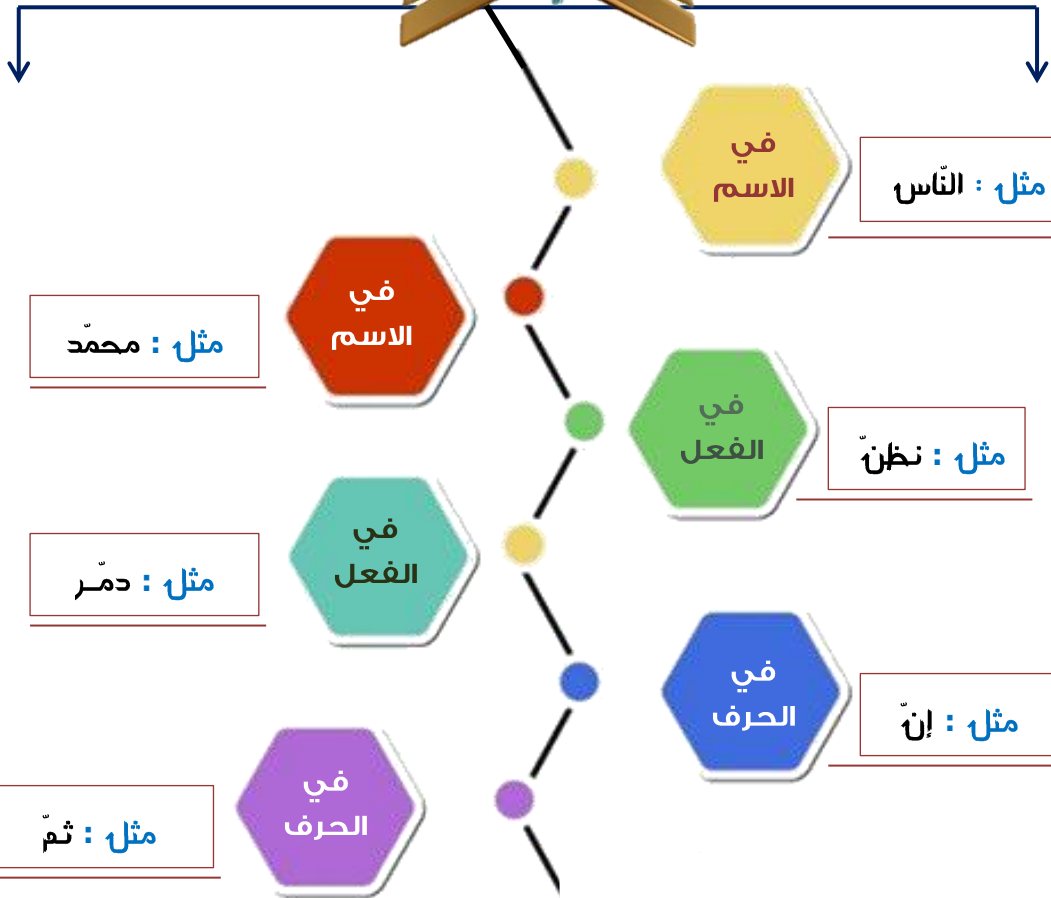 في
الاسم
مثل : النّاس
في
الاسم
مثل : محمّد
في
الفعل
مثل : نظنّ
في
الفعل
مثل : دمّـر
في
الحرف
مثل : إنّ
في
الحرف
مثل : ثمّ